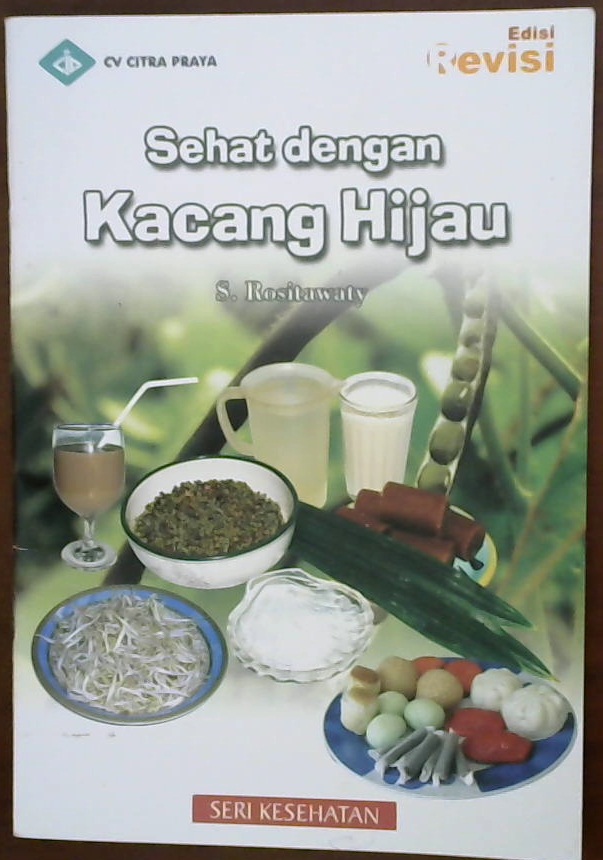 CV CITRA PRAYA
Edisi
Revisi
Sehat dengan
Kacang Hijau
S. Rositawaty
SERI KESEHATAN